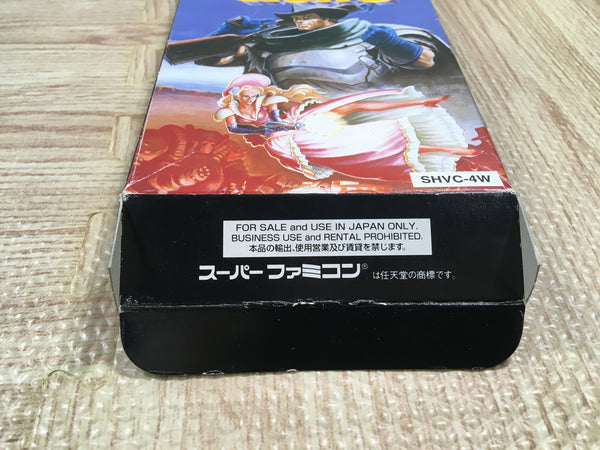 SHVC-4W
FOR SALE and USE IN JAPAN ONLY.
BUSINESS USE and RENTAL PROHIBITED.
本品の輸出、使用営業及び賃貸を禁じます。
スーパーファミコン® は任天堂の商標です。